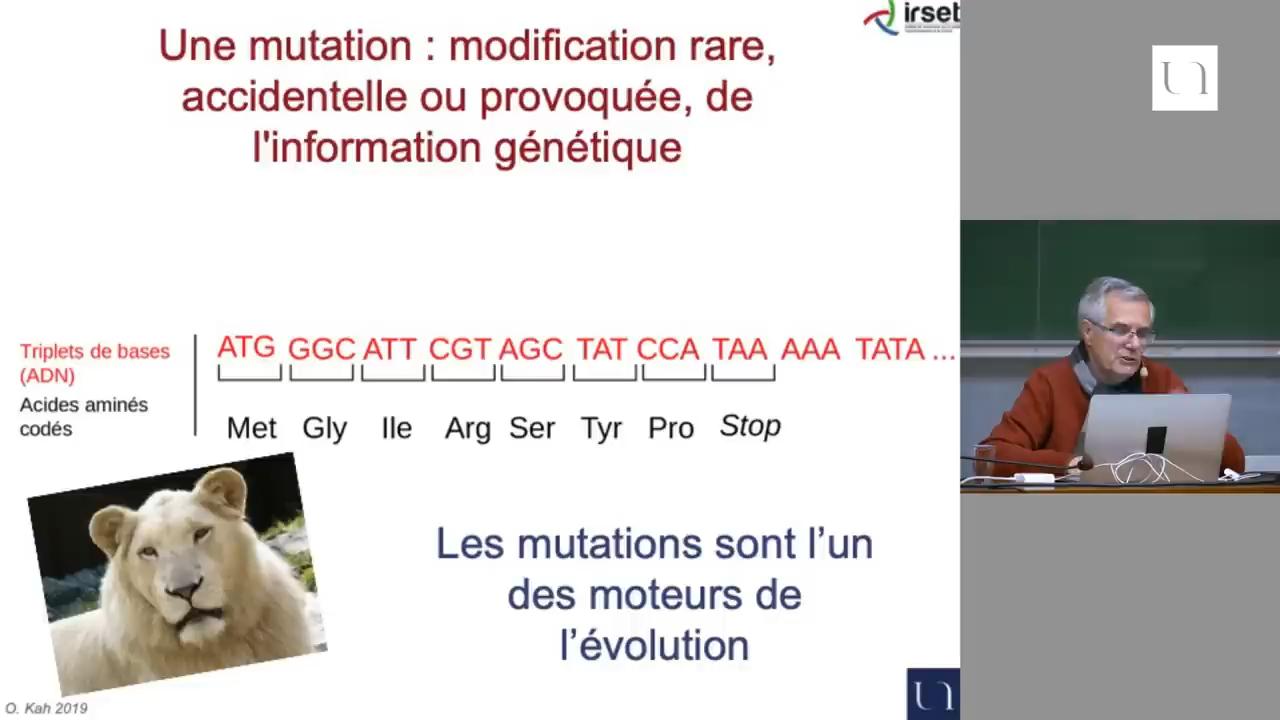 irset
Une mutation : modification rare,
accidentelle ou provoquée, de
l'information génétique
Triplets de bases
(ADN)
ATG GGC ATT CGT AGC TAT CCA TAA AAA TATA ...
Acides aminés
codés
Met Gly Ile Arg Ser Tyr Pro Stop
Les mutations sont l’un
des moteurs de
l’évolution
O. Kah 2019